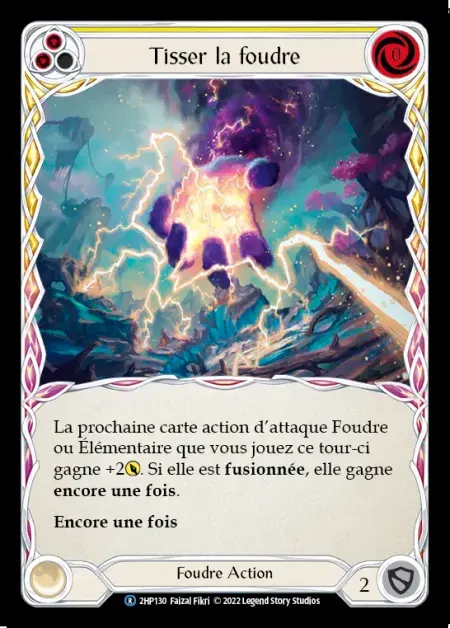 Tisser la foudre
0
La prochaine carte action d'attaque Foudre
ou Élémentaire que vous jouez ce tour-ci
gagne +2. Si elle est fusionnée, elle gagne
encore une fois.
Encore une fois
Foudre Action
2
R 2HP130 Faizal Fikri © 2022 Legend Story Studios